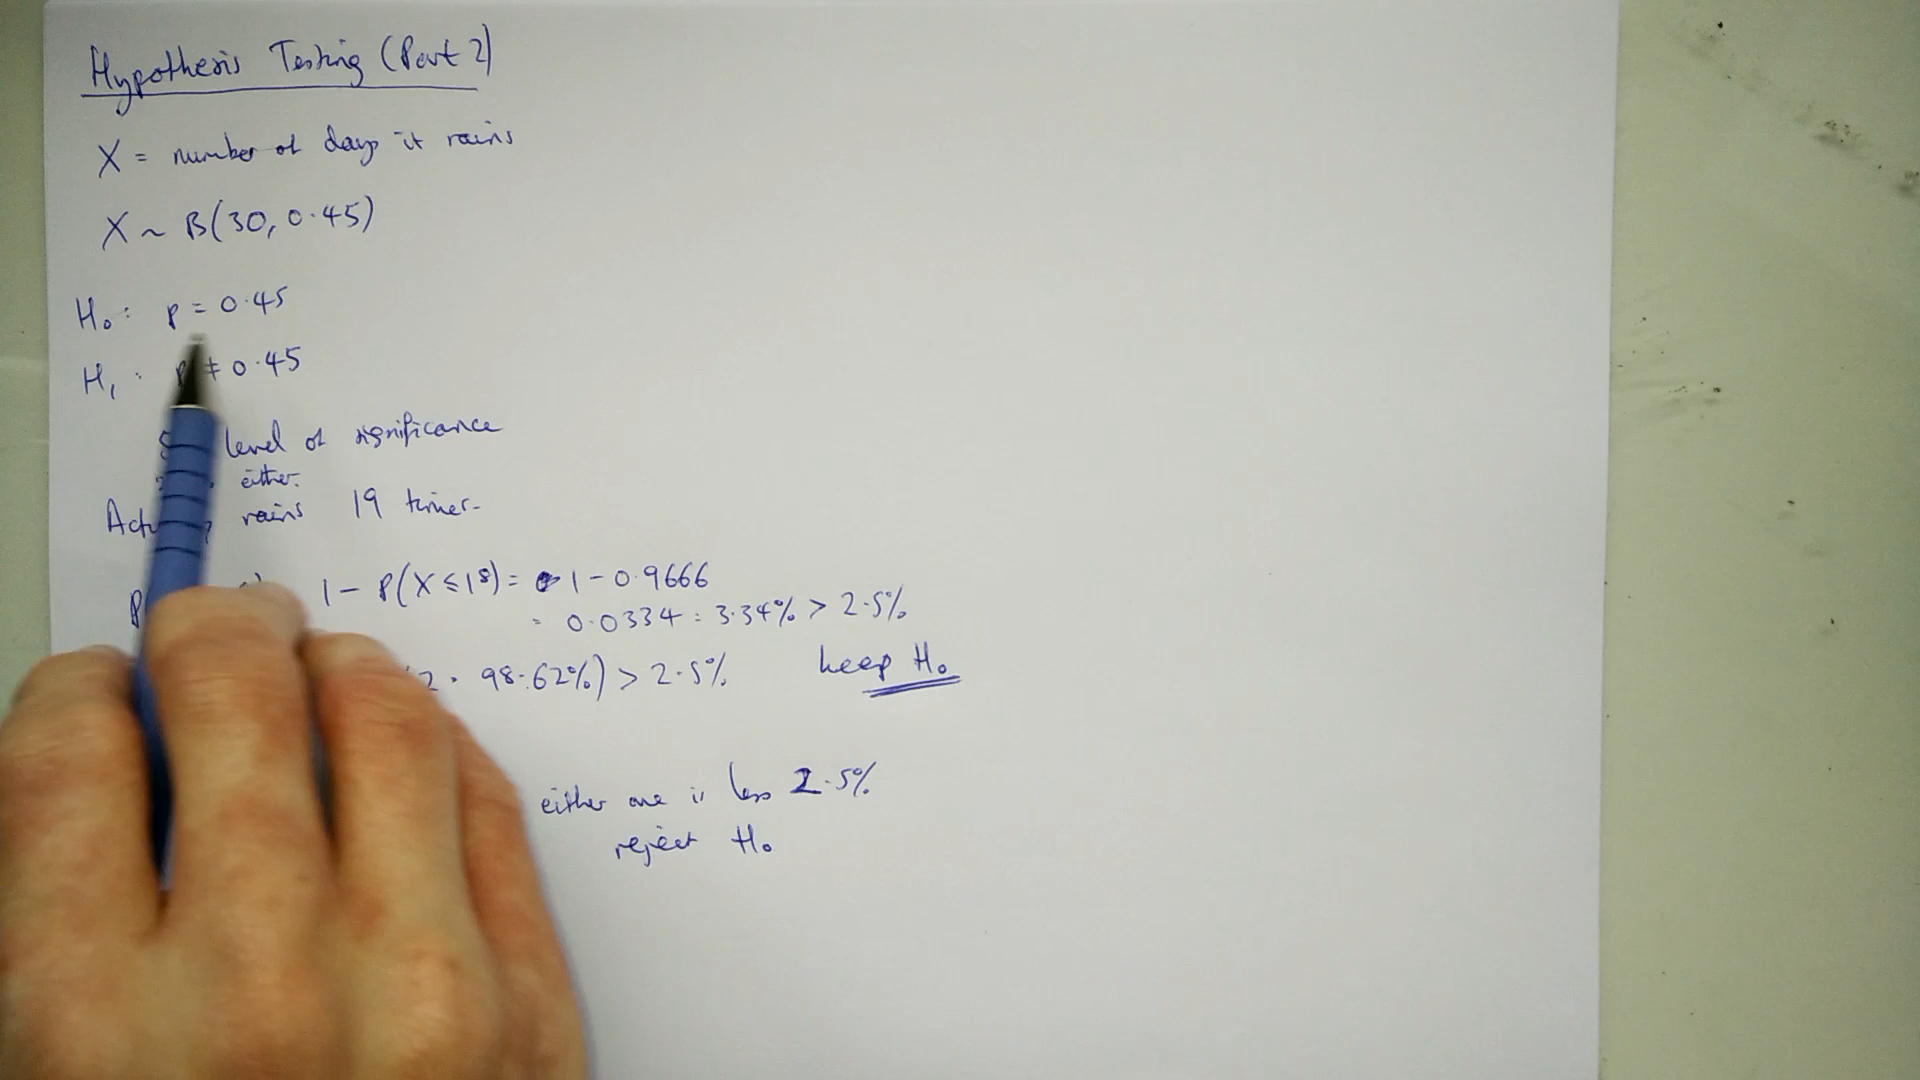 Hypothesis Testing (Part 2)
X = number of days it rains
X ~ B(30, 0.45)
H₀: P = 0.45
H₁: P ≠ 0.45
level of significance
either.
rains 19 times.
1 - P(X ≤ 18) = 1 - 0.9666
= 0.0334 = 3.34% > 2.5%
98.62%) > 2.5% keep H₀
either one is less 2.5%
reject H₀